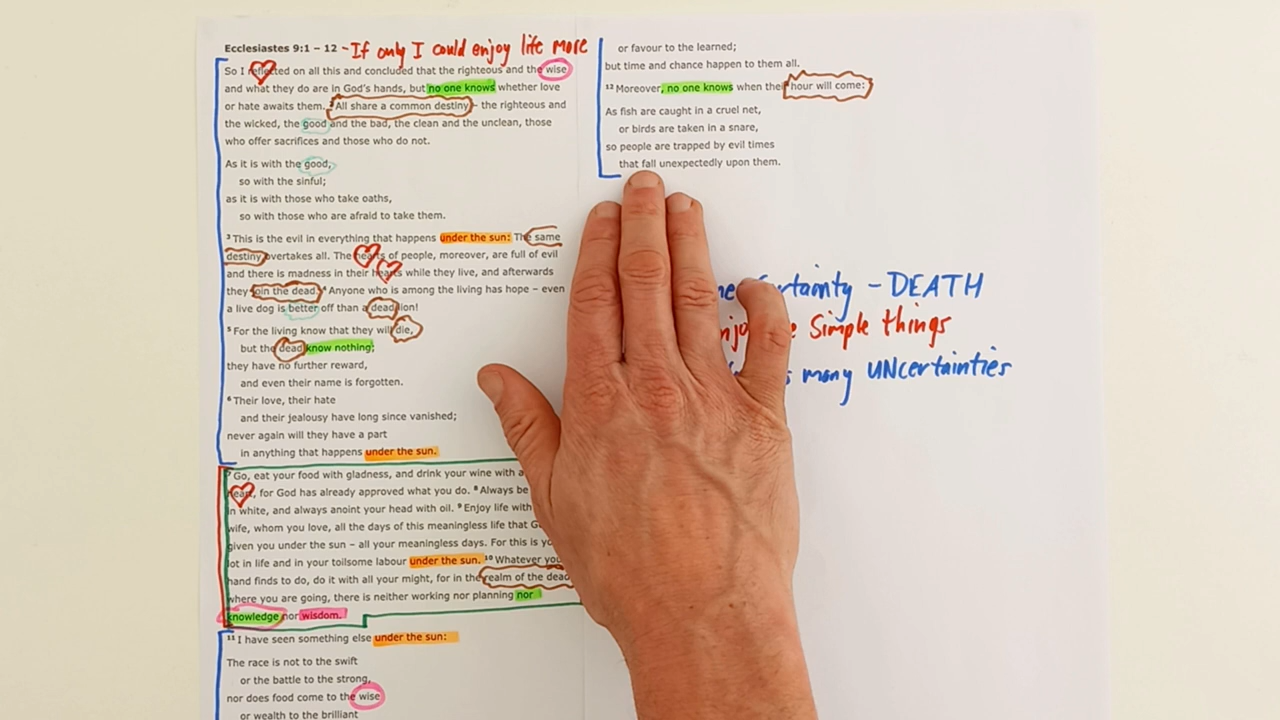 Ecclesiastes 9:1 – 12 - If only I could enjoy life more
So I reflected on all this and concluded that the righteous and the wise
and what they do are in God's hands, but no one knows whether love
or hate awaits them. ² All share a common destiny – the righteous and
the wicked, the good and the bad, the clean and the unclean, those
who offer sacrifices and those who do not.
As it is with the good,
so with the sinful;
as it is with those who take oaths,
so with those who are afraid to take them.
³ This is the evil in everything that happens under the sun: The same
destiny overtakes all. The hearts of people, moreover, are full of evil
and there is madness in their hearts while they live, and afterwards
they join the dead. ⁴ Anyone who is among the living has hope – even
a live dog is better off than a dead lion!
⁵ For the living know that they will die,
but the dead know nothing;
they have no further reward,
and even their name is forgotten.
⁶ Their love, their hate
and their jealousy have long since vanished;
never again will they have a part
in anything that happens under the sun.
⁷ Go, eat your food with gladness, and drink your wine with a
heart, for God has already approved what you do. ⁸ Always be
in white, and always anoint your head with oil. ⁹ Enjoy life with
wife, whom you love, all the days of this meaningless life that
given you under the sun – all your meaningless days. For this is
lot in life and in your toilsome labour under the sun. ¹⁰ Whatever
hand finds to do, do it with all your might, for in the realm of the dead
where you are going, there is neither working nor planning nor
knowledge nor wisdom.
¹¹ I have seen something else under the sun:
The race is not to the swift
or the battle to the strong,
nor does food come to the wise
or wealth to the brilliant
or favour to the learned;
but time and chance happen to them all.
¹² Moreover, no one knows when their hour will come:
As fish are caught in a cruel net,
or birds are taken in a snare,
so people are trapped by evil times
that fall unexpectedly upon them.
- DEATH
Simple things
many UNcertainties